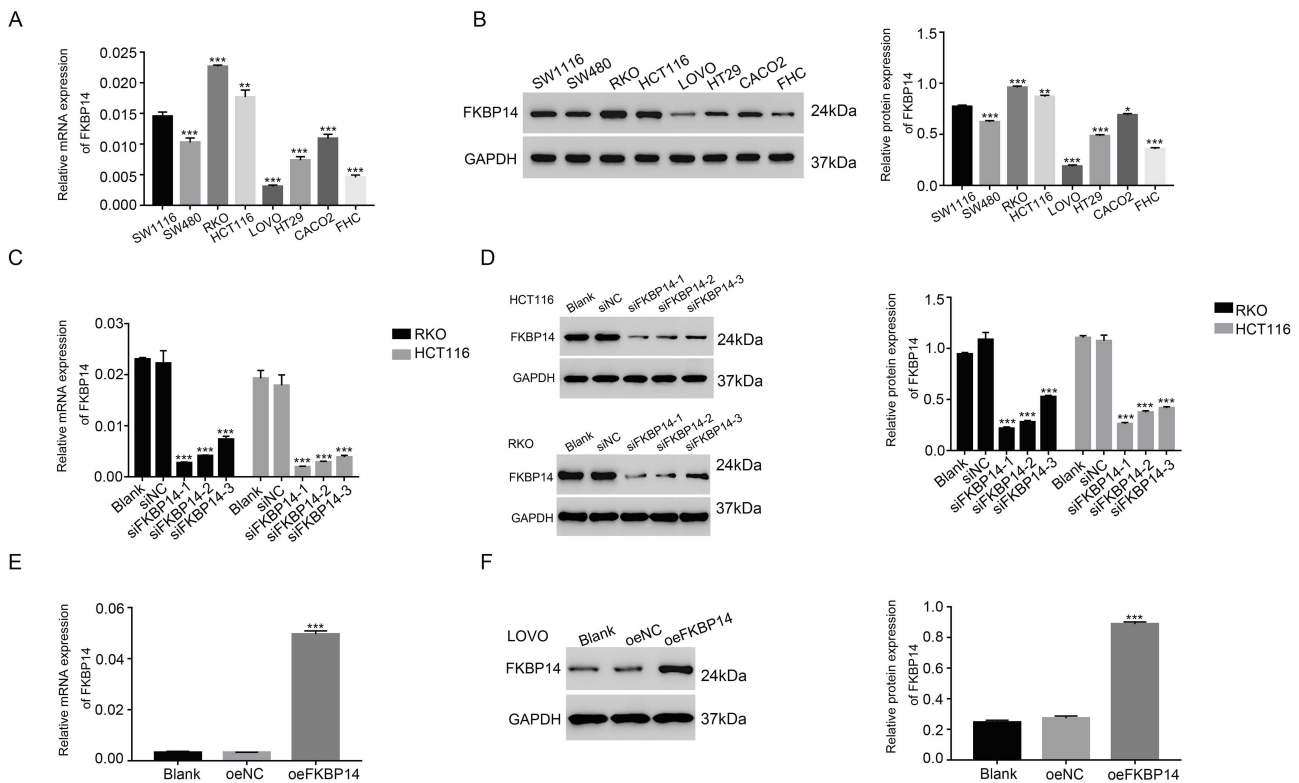 A
Relative mRNA expression
of FKBP14
0.025
0.020
0.015
0.010
0.005
0.000
*** *** ** *** *** *** ***
SW1116 SW480 RKO HCT116 LOVO HT29 CACO2 FHC
B
SW1116 SW480 RKO HCT116 LOVO HT29 CACO2 FHC
FKBP14 24kDa
GAPDH 37kDa
Relative protein expression
of FKBP14
1.5
1.0
0.5
0.0
*** *** ** *** *** * ***
SW1116 SW480 RKO HCT116 LOVO HT29 CACO2 FHC
C
Relative mRNA expression
of FKBP14
0.03
0.02
0.01
0.00
*** *** *** *** *** ***
Blank siNC siFKBP14-1 siFKBP14-2 siFKBP14-3 Blank siNC siFKBP14-1 siFKBP14-2 siFKBP14-3
RKO
HCT116
D
HCT116 Blank siNC siFKBP14-1 siFKBP14-2 siFKBP14-3
FKBP14 24kDa
GAPDH 37kDa
RKO Blank siNC siFKBP14-1 siFKBP14-2 siFKBP14-3
FKBP14 24kDa
GAPDH 37kDa
Relative protein expression
of FKBP14
1.5
1.0
0.5
0.0
*** *** *** *** *** ***
Blank siNC siFKBP14-1 siFKBP14-2 siFKBP14-3 Blank siNC siFKBP14-1 siFKBP14-2 siFKBP14-3
RKO
HCT116
E
Relative mRNA expression
of FKBP14
0.06
0.04
0.02
0.00
***
Blank oeNC oeFKBP14
F
LOVO Blank oeNC oeFKBP14
FKBP14 24kDa
GAPDH 37kDa
Relative protein expression
of FKBP14
1.0
0.8
0.6
0.4
0.2
0.0
***
Blank oeNC oeFKBP14